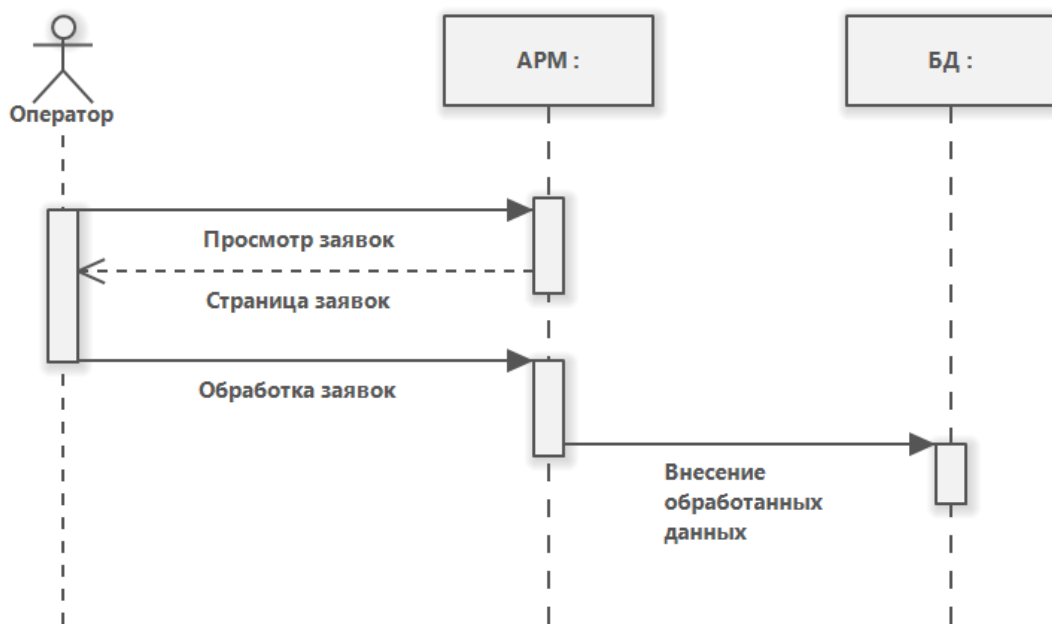 Оператор
АРМ :
БД :
Просмотр заявок
Страница заявок
Обработка заявок
Внесение
обработанных
данных